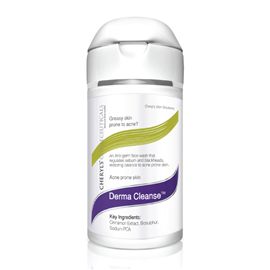 CHERYL'S
Greasy skin
prone to acne?
an Anti germ face wash that
regulates sebum and blackheads,
restoring balance to acne prone skin.
Acne prone skin
Derma Cleanse™
Key Ingredients:
Cinnamon Extract, Biosulphur,
Sodium PCA